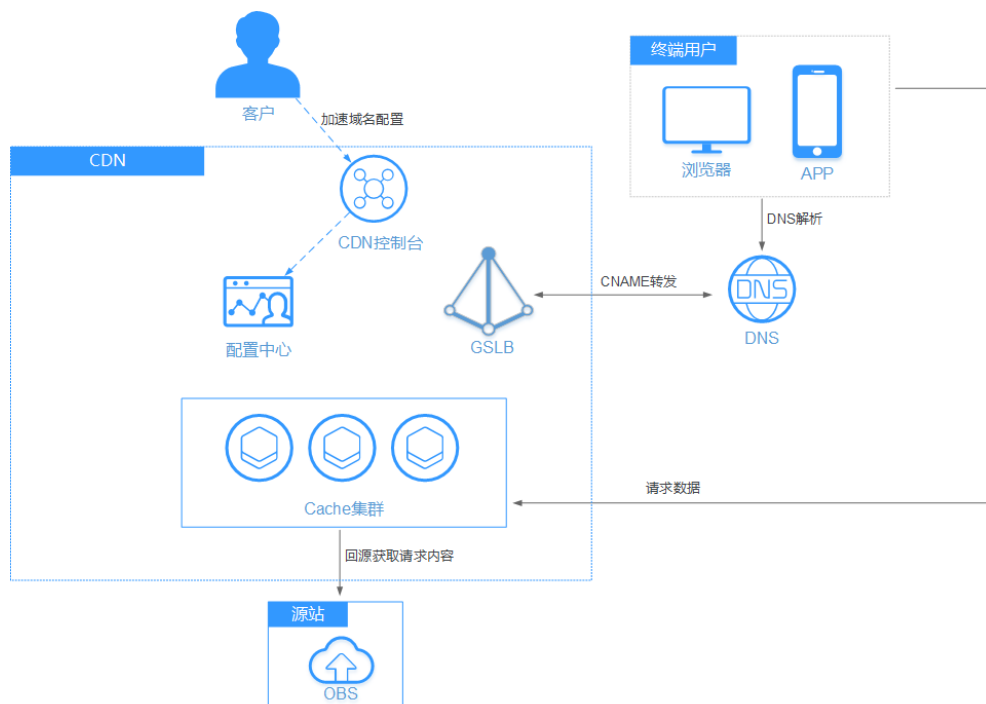 终端用户
客户
加速域名配置
CDN
浏览器
APP
CDN控制台
DNS解析
CNAME转发
DNS
配置中心
GSLB
DNS
请求数据
Cache集群
回源获取请求内容
源站
OBS